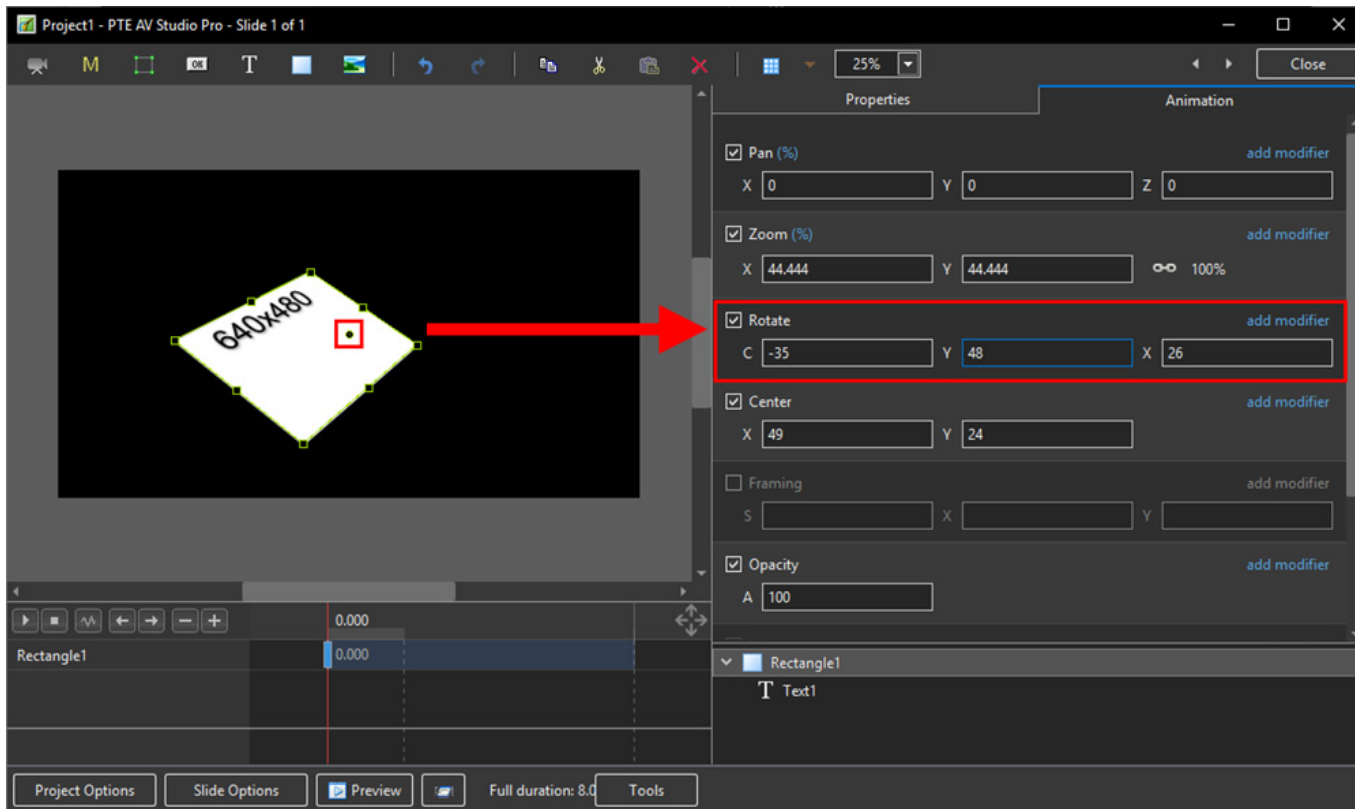 Project1 - PTE AV Studio Pro - Slide 1 of 1
M OK T 25% Close
Properties Animation
Pan (%) add modifier
X 0 Y 0 Z 0
Zoom (%) add modifier
X 44.444 Y 44.444 100%
640x480
Rotate add modifier
C -35 Y 48 X 26
Center add modifier
X 49 Y 24
Framing add modifier
S X Y
Opacity add modifier
A 100
0.000
Rectangle1 0.000
Rectangle1
T Text1
Project Options Slide Options Preview Full duration: 8.0 Tools